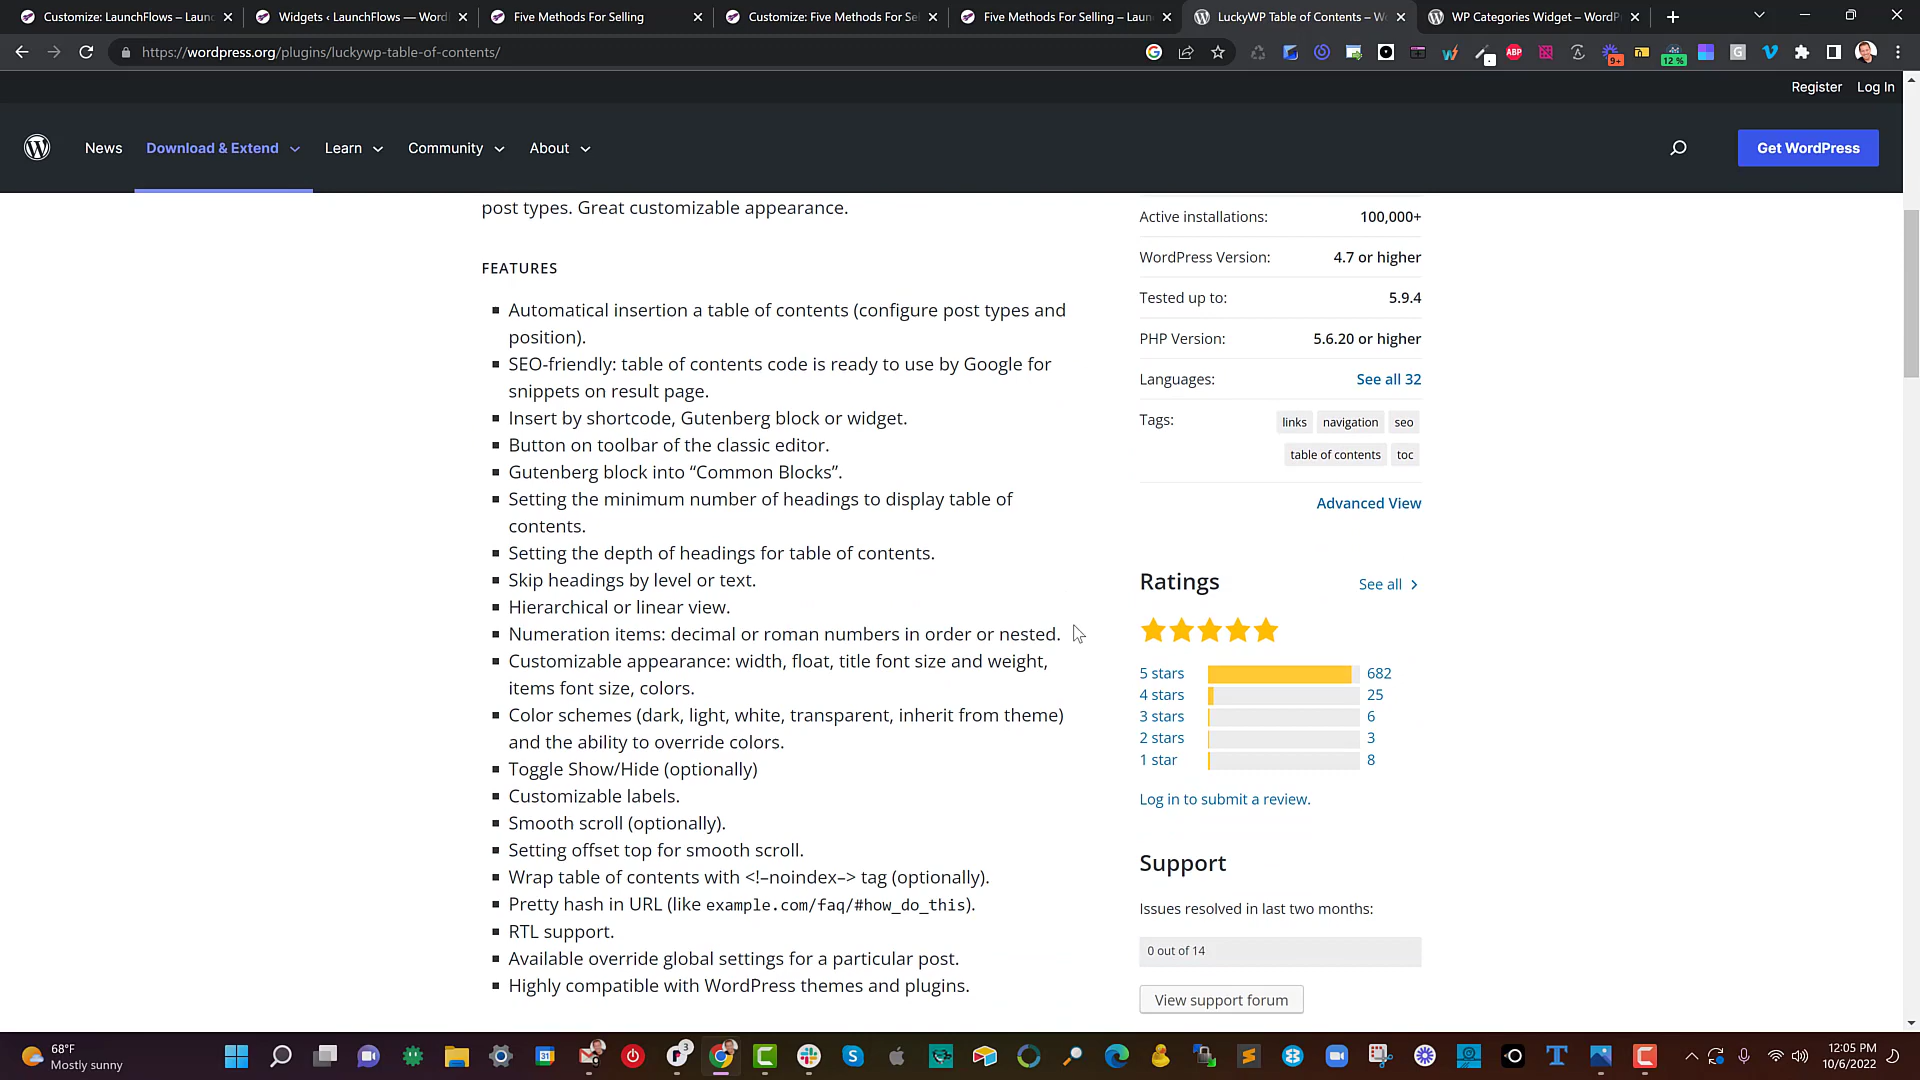 Customize: LaunchFlows – Laun
Widgets ‹ LaunchFlows — Word
Five Methods For Selling
Customize: Five Methods For Se
Five Methods For Selling – Laun
LuckyWP Table of Contents – W
WP Categories Widget – WordP
https://wordpress.org/plugins/luckywp-table-of-contents/
ABP
9+
12 %
Register
Log In
News
Download & Extend
Learn
Community
About
Get WordPress
post types. Great customizable appearance.
FEATURES
Automatical insertion a table of contents (configure post types and
position).
SEO-friendly: table of contents code is ready to use by Google for
snippets on result page.
Insert by shortcode, Gutenberg block or widget.
Button on toolbar of the classic editor.
Gutenberg block into “Common Blocks”.
Setting the minimum number of headings to display table of
contents.
Setting the depth of headings for table of contents.
Skip headings by level or text.
Hierarchical or linear view.
Numeration items: decimal or roman numbers in order or nested.
Customizable appearance: width, float, title font size and weight,
items font size, colors.
Color schemes (dark, light, white, transparent, inherit from theme)
and the ability to override colors.
Toggle Show/Hide (optionally)
Customizable labels.
Smooth scroll (optionally).
Setting offset top for smooth scroll.
Wrap table of contents with <!–noindex–> tag (optionally).
Pretty hash in URL (like example.com/faq/#how_do_this).
RTL support.
Available override global settings for a particular post.
Highly compatible with WordPress themes and plugins.
Active installations: 100,000+
WordPress Version: 4.7 or higher
Tested up to: 5.9.4
PHP Version: 5.6.20 or higher
Languages: See all 32
Tags: links navigation seo
table of contents toc
Advanced View
Ratings
See all
5 stars 682
4 stars 25
3 stars 6
2 stars 3
1 star 8
Log in to submit a review.
Support
Issues resolved in last two months:
0 out of 14
View support forum
68°F
Mostly sunny
31
3
12:05 PM
10/6/2022